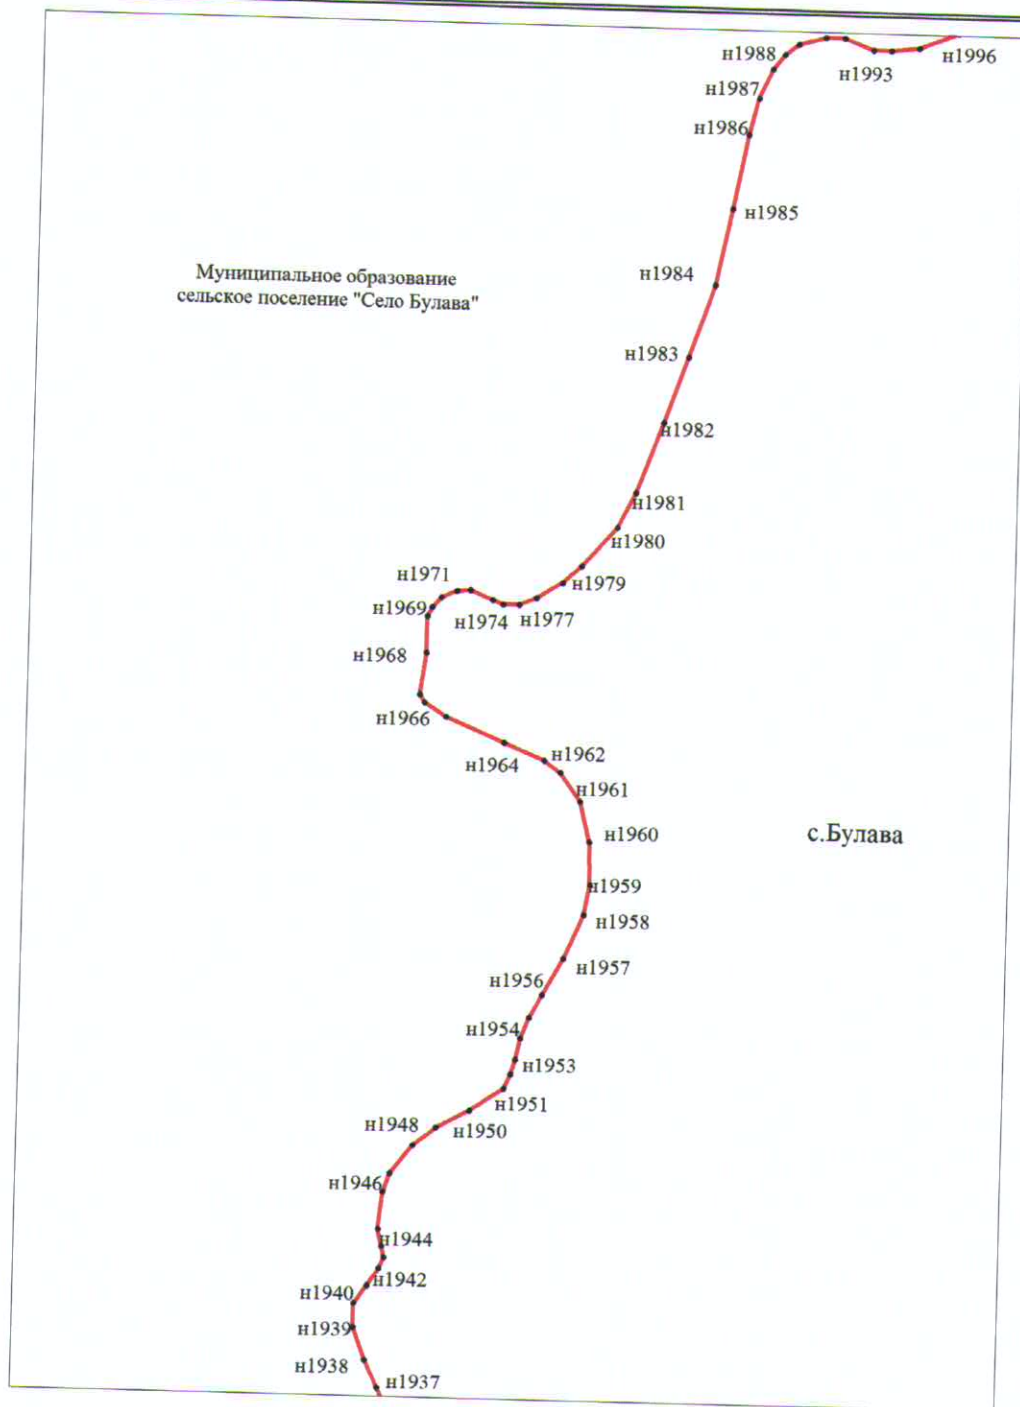 н1988
н1993
н1996
н1987
н1986
н1985
Муниципальное образование
сельское поселение "Село Булава"
н1984
н1983
н1982
н1981
н1980
н1971
н1979
н1969
н1974
н1977
н1968
н1966
н1962
н1964
н1961
с.Булава
н1960
н1959
н1958
н1957
н1956
н1954
н1953
н1951
н1948
н1950
н1946
н1944
н1942
н1940
н1939
н1938
н1937